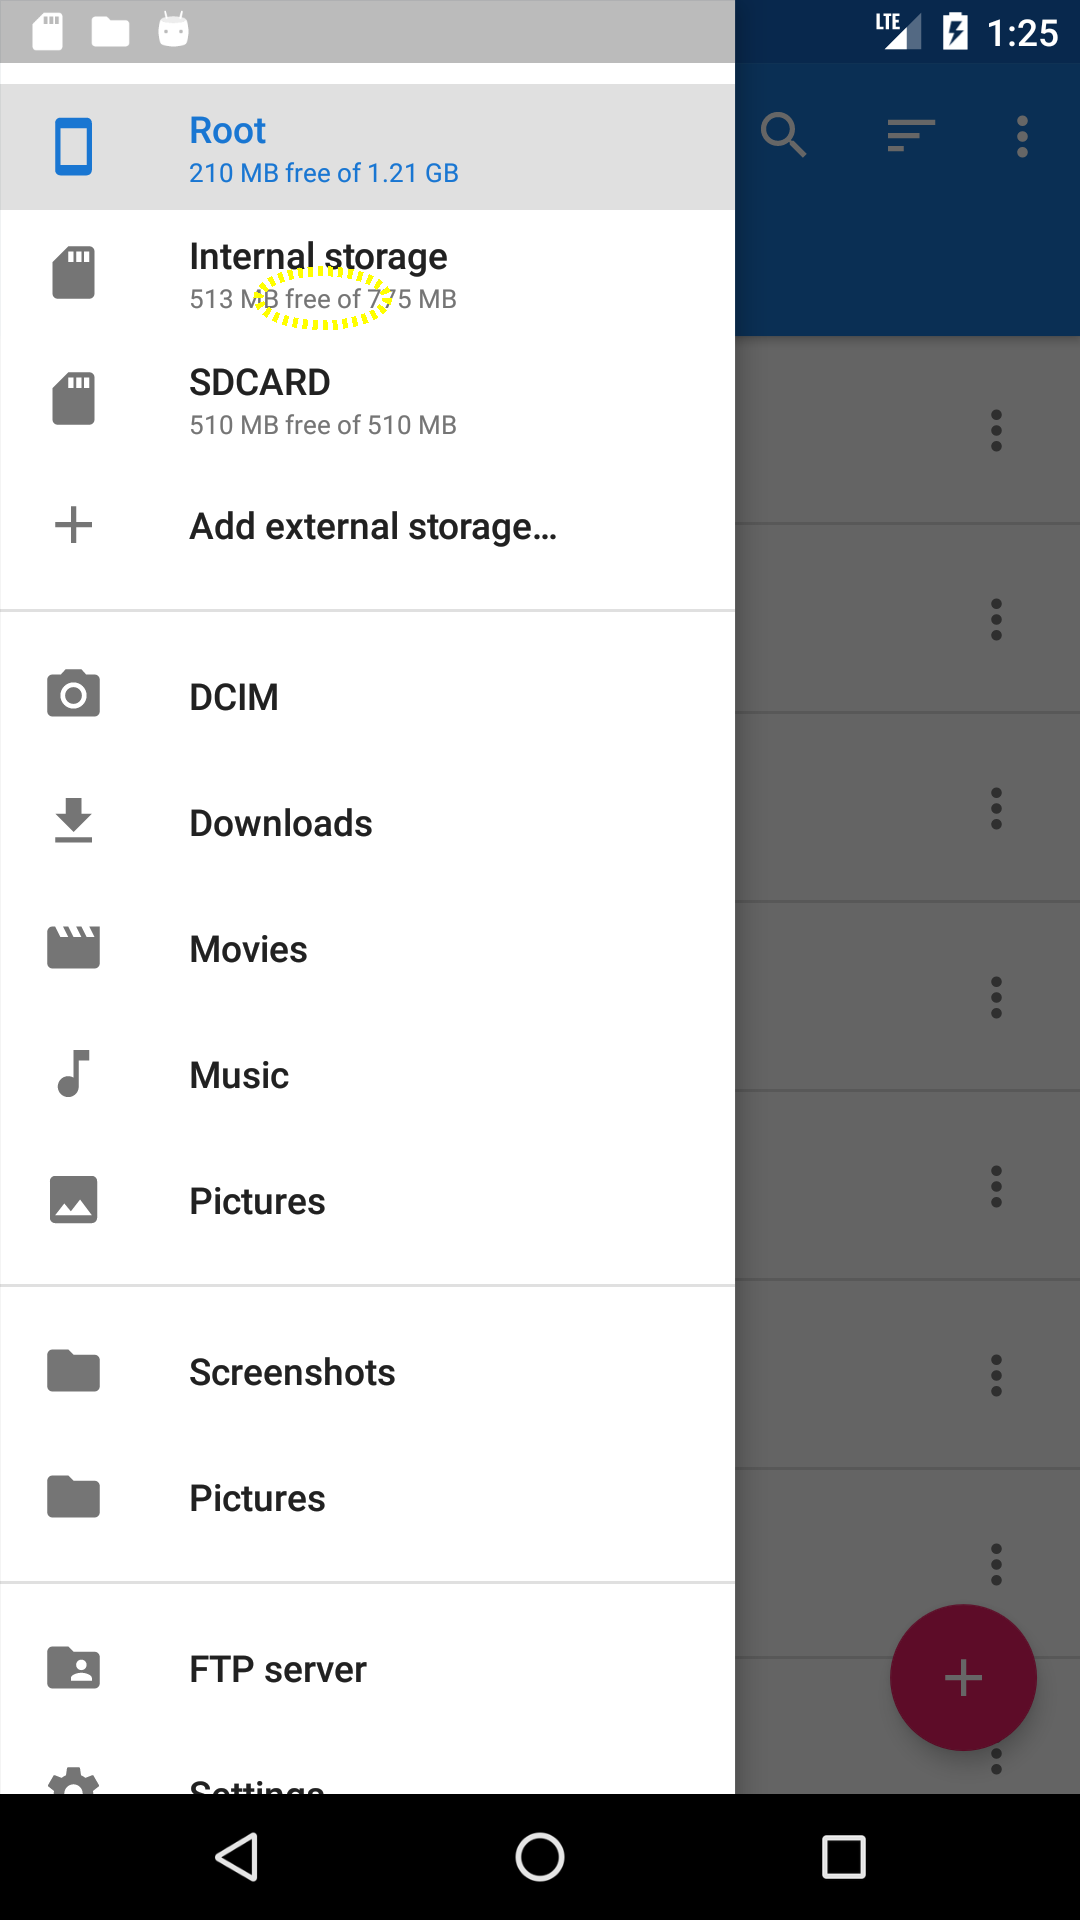 LTE 1:25
Root
210 MB free of 1.21 GB
Internal storage
513 MB free of 775 MB
SDCARD
510 MB free of 510 MB
Add external storage…
DCIM
Downloads
Movies
Music
Pictures
Screenshots
Pictures
FTP server
Settings